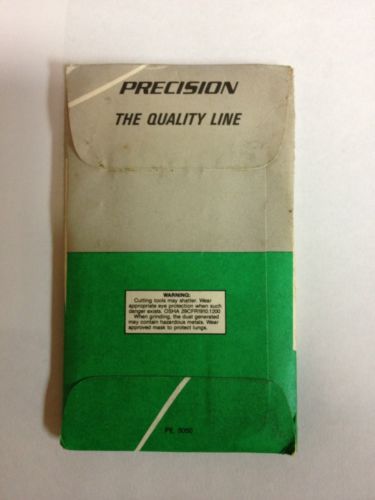 PRECISION
THE QUALITY LINE
WARNING:
Cutting tools may shatter. Wear
appropriate eye protection when such
danger exists. OSHA 29CFR1910.1200
When grinding, the dust generated
may contain hazardous metals. Wear
approved mask to protect lungs.